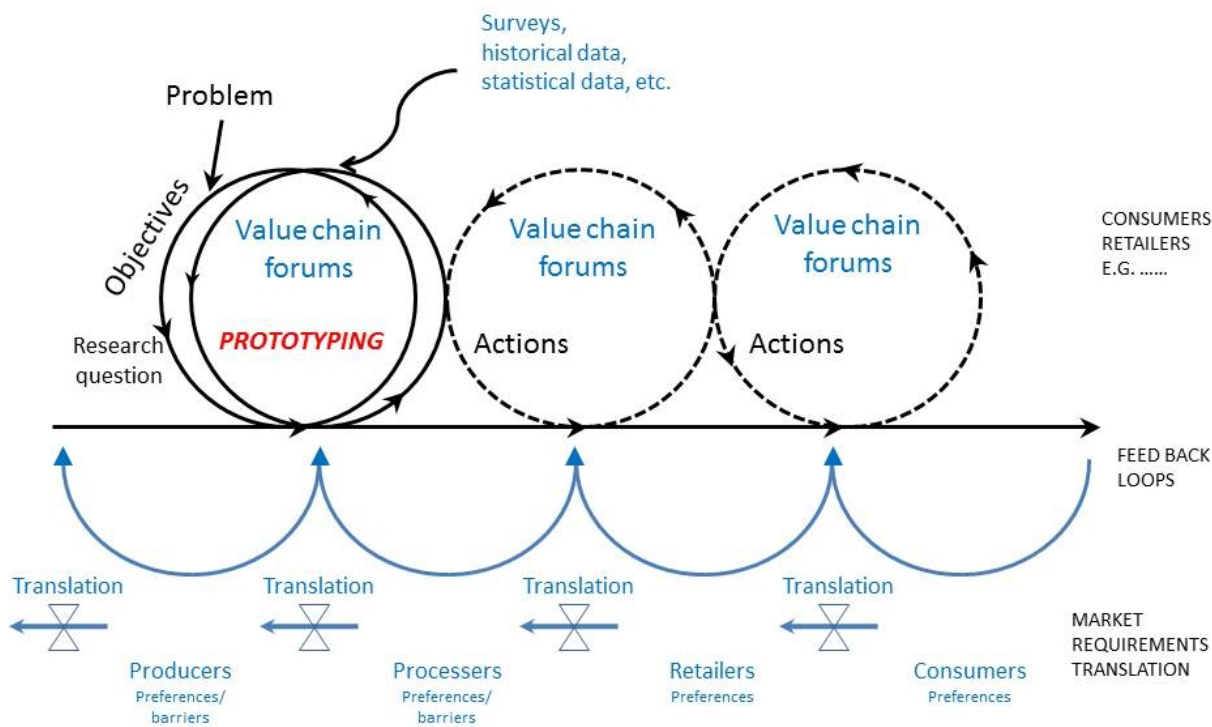 Surveys,
historical data,
statistical data, etc.
Problem
Objectives
Value chain
forums
Value chain
forums
Value chain
forums
CONSUMERS
RETAILERS
E.G. ......
PROTOTYPING
Actions
Actions
Research
question
FEED BACK
LOOPS
Translation
Translation
Translation
Translation
MARKET
REQUIREMENTS
TRANSLATION
Producers
Preferences/
barriers
Processers
Preferences/
barriers
Retailers
Preferences
Consumers
Preferences